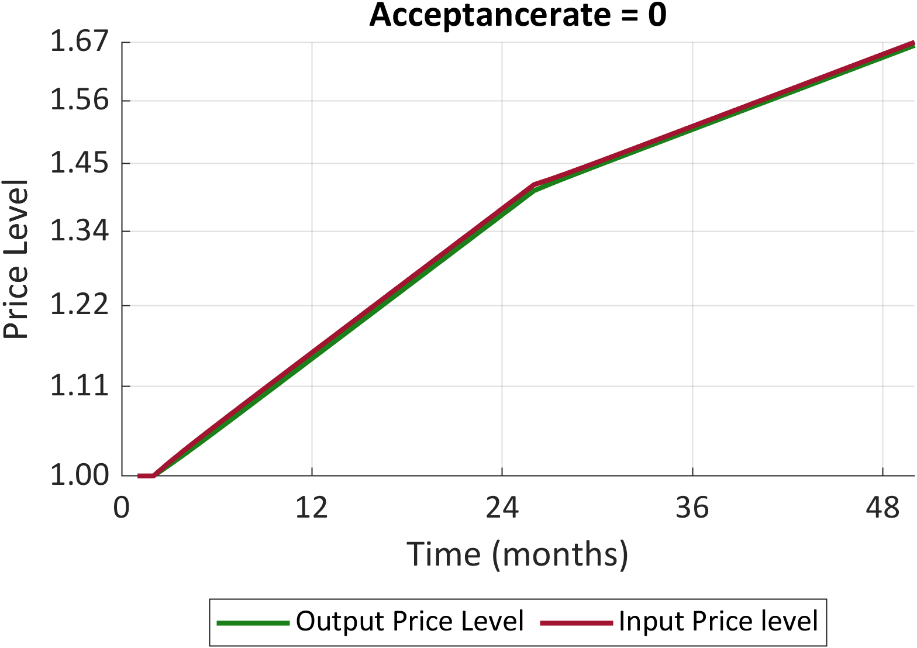 Acceptancerate = 0
1.67
1.56
1.45
1.34
1.22
1.11
1.00
Price Level
0 12 24 36 48
Time (months)
Output Price Level Input Price level